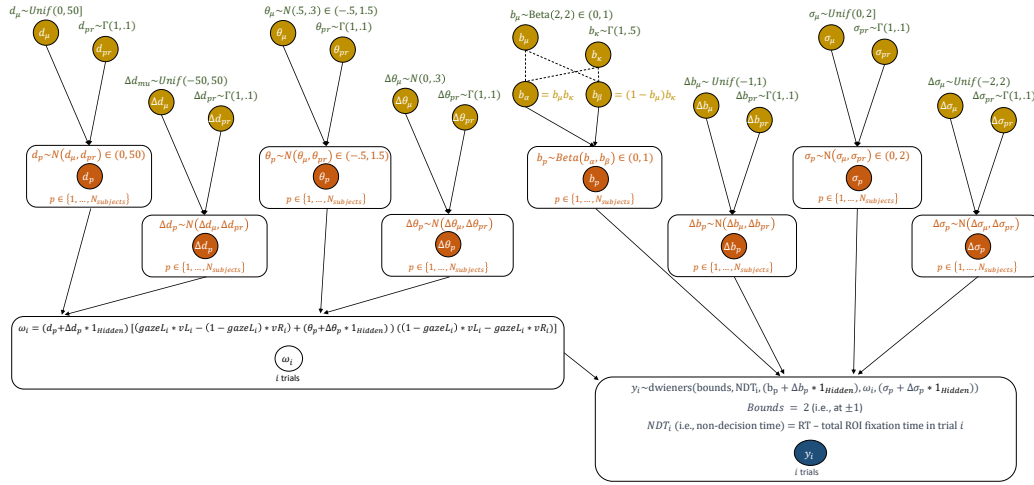 d_μ~Unif(0,50]
d_pr~Γ(1,.1)
d_μ
d_pr
Δd_mu~Unif(−50,50)
Δd_pr~Γ(1,.1)
Δd_μ
Δd_pr
d_p~N(d_μ,d_pr) ∈ (0,50)
d_p
p ∈ {1, …,N_subjects}
Δd_p~N(Δd_μ,Δd_pr)
Δd_p
p ∈ {1, …,N_subjects}
θ_μ~N(.5,.3) ∈ (−.5,1.5)
θ_pr~Γ(1,.1)
θ_μ
θ_pr
Δθ_μ~N(0,.3)
Δθ_pr~Γ(1,.1)
Δθ_μ
Δθ_pr
θ_p~N(θ_μ,θ_pr) ∈ (−.5,1.5)
θ_p
p ∈ {1, …,N_subjects}
Δθ_p~N(Δθ_μ,Δθ_pr)
Δθ_p
p ∈ {1, …,N_subjects}
b_μ~Beta(2,2) ∈ (0,1)
b_κ~Γ(1,.5)
b_μ
b_κ
b_α = b_μb_κ
b_β = (1−b_μ)b_κ
Δb_μ~Unif(−1,1)
Δb_pr~Γ(1,.1)
Δb_μ
Δb_pr
b_p~Beta(b_α,b_β) ∈ (0,1)
b_p
p ∈ {1, …,N_subjects}
Δb_p~N(Δb_μ,Δb_pr)
Δb_p
p ∈ {1, …,N_subjects}
σ_μ~Unif(0,2]
σ_pr~Γ(1,.1)
σ_μ
σ_pr
Δσ_μ~Unif(−2,2)
Δσ_pr~Γ(1,.1)
Δσ_μ
Δσ_pr
σ_p~N(σ_μ,σ_pr) ∈ (0,2)
σ_p
p ∈ {1, …,N_subjects}
Δσ_p~N(Δσ_μ,Δσ_pr)
Δσ_p
p ∈ {1, …,N_subjects}
ω_i = (d_p+Δd_p * 1_Hidden) [(gazeL_i * vL_i − (1−gazeL_i) * vR_i) + (θ_p+Δθ_p * 1_Hidden)) ((1−gazeL_i) * vL_i − gazeL_i * vR_i)]
ω_i
i trials
y_i~dwieners(bounds, NDT_i, (b_p + Δb_p * 1_Hidden), ω_i, (σ_p + Δσ_p * 1_Hidden))
Bounds = 2 (i.e., at ±1)
NDT_i (i.e., non-decision time) = RT – total ROI fixation time in trial i
y_i
i trials